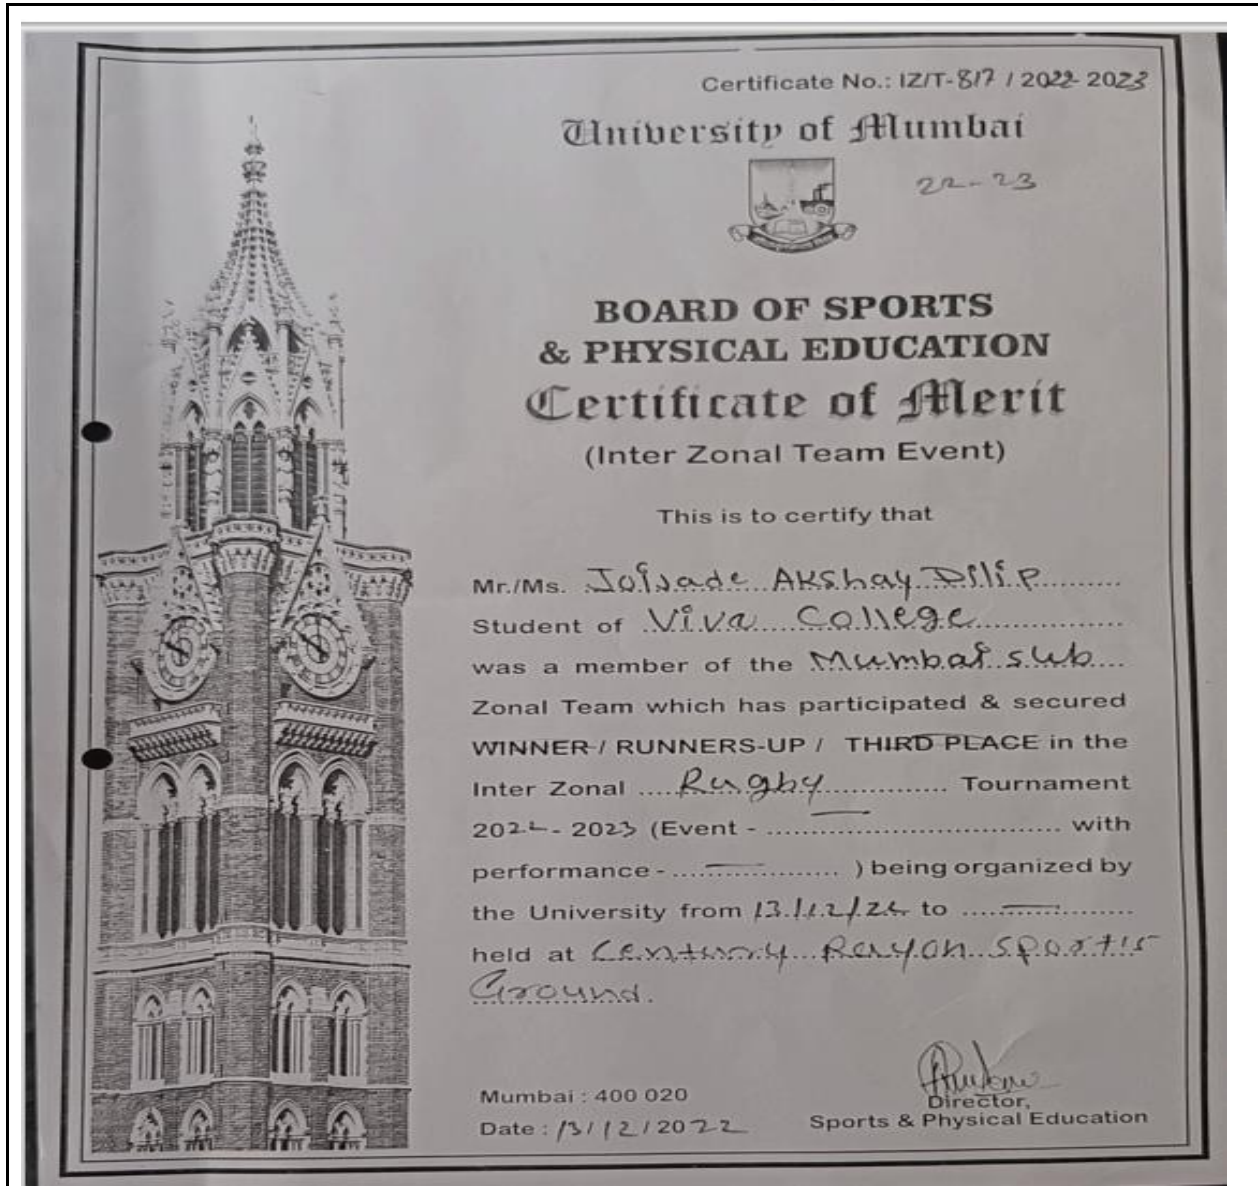 Certificate No.: IZ/T-817 / 2022-2023
University of Mumbai
22-23
BOARD OF SPORTS
& PHYSICAL EDUCATION
Certificate of Merit
(Inter Zonal Team Event)
This is to certify that
Mr./Ms. Akshay Dilip
Student of Viva College
was a member of the Mumbai sub
Zonal Team which has participated & secured
WINNER / RUNNERS-UP / THIRD PLACE in the
Inter Zonal ....Rugby.............. Tournament
2022 - 2023 (Event - ................................... with
performance - .................... ) being organized by
the University from 13/12/22 to ....................
held at Century Rayon sports
Ground.
Mumbai : 400 020
Director,
Date : 13/12/2022
Sports & Physical Education